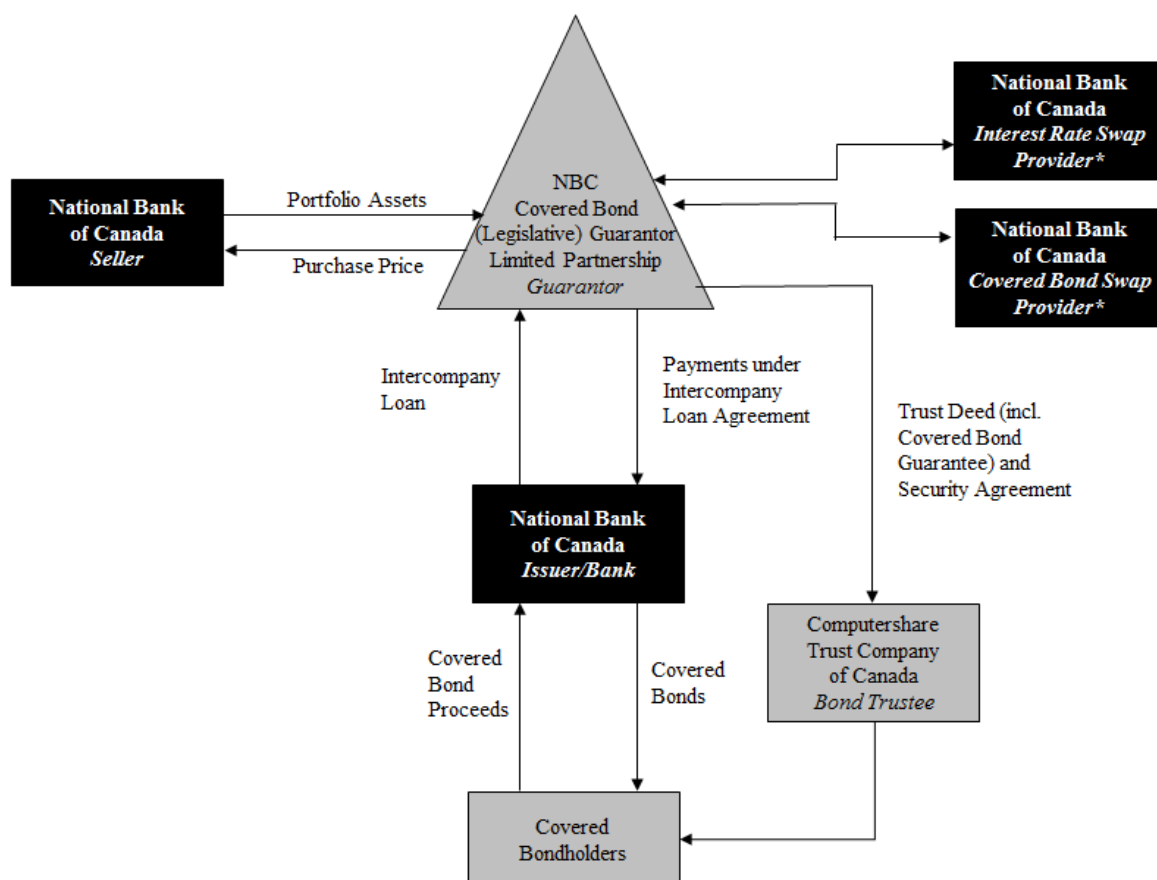 National Bank
of Canada
Interest Rate Swap
Provider*
NBC
Covered Bond
(Legislative) Guarantor
Limited Partnership
Guarantor
National Bank
of Canada
Seller
Portfolio Assets
Purchase Price
National Bank
of Canada
Covered Bond Swap
Provider*
Intercompany
Loan
Payments under
Intercompany
Loan Agreement
Trust Deed (incl.
Covered Bond
Guarantee) and
Security Agreement
National Bank
of Canada
Issuer/Bank
Covered
Bond
Proceeds
Covered
Bonds
Computershare
Trust Company
of Canada
Bond Trustee
Covered
Bondholders